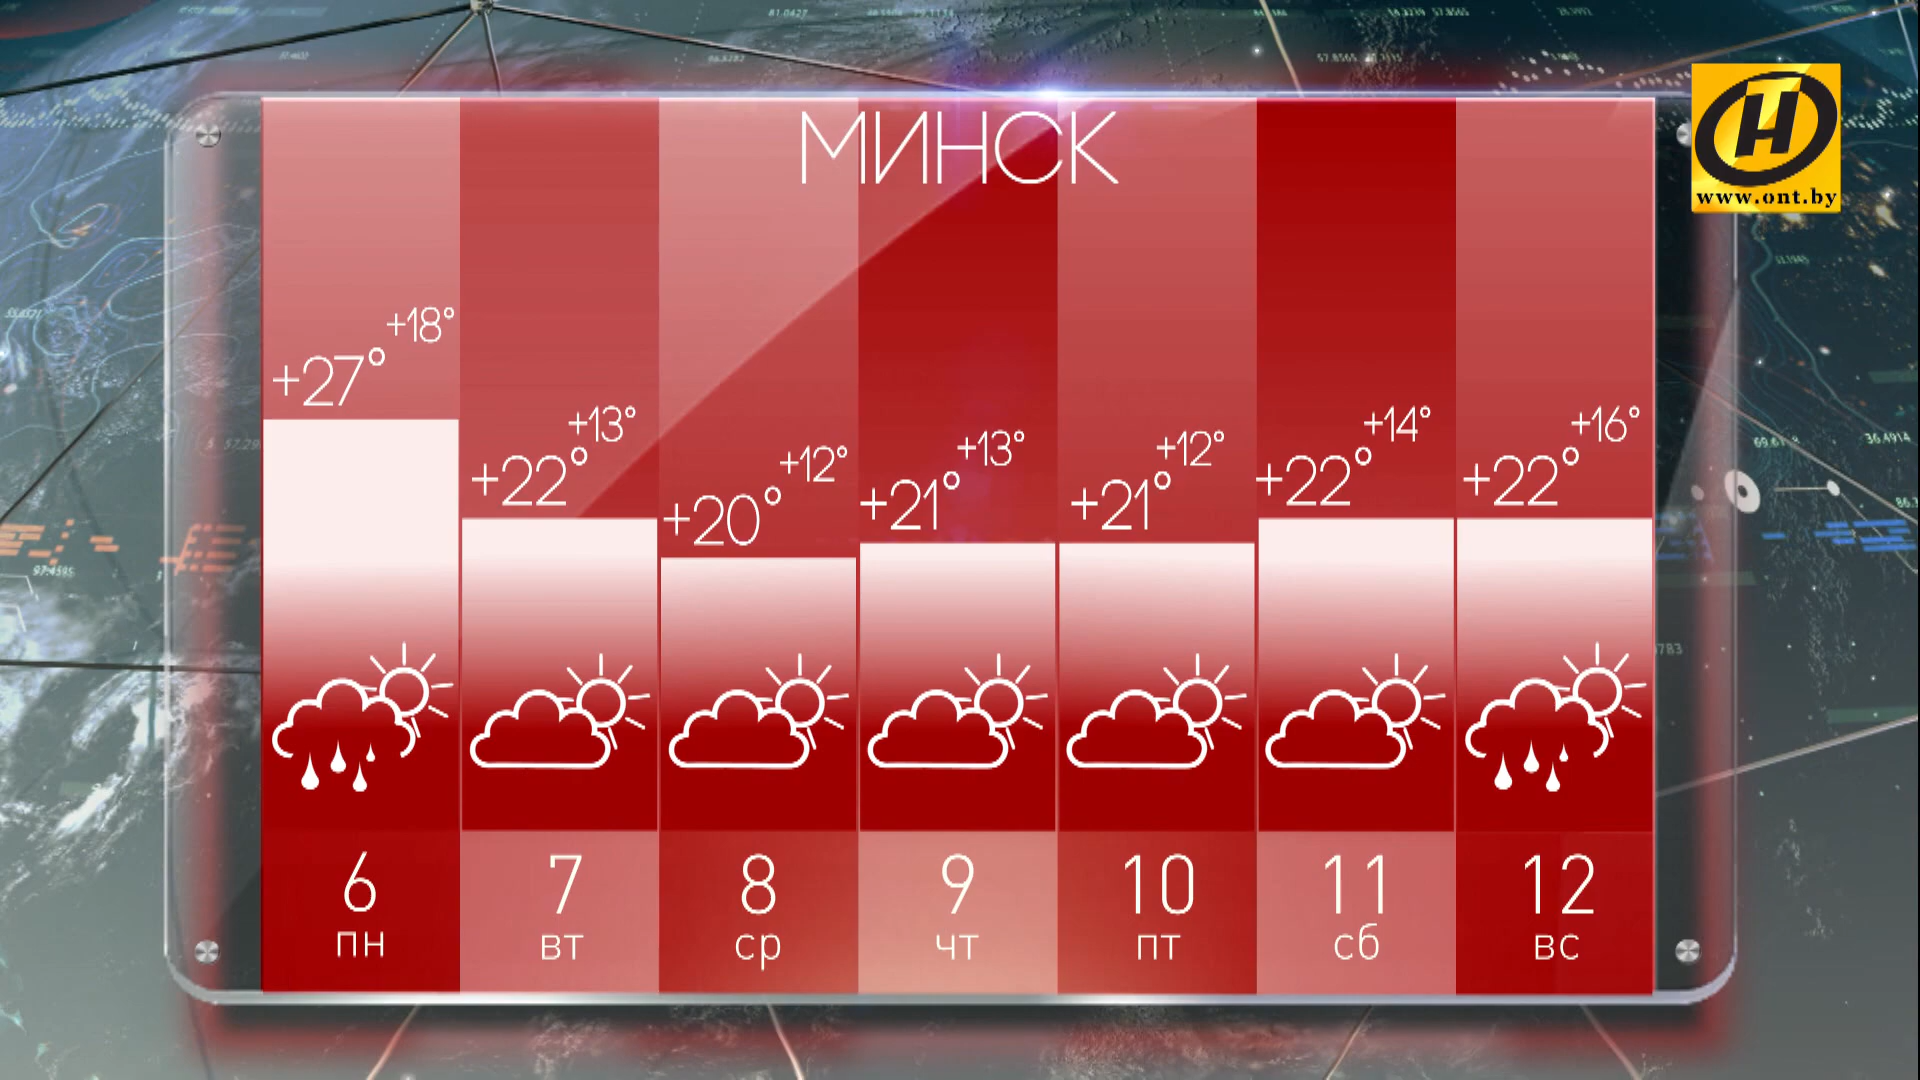 МИНСК
www.ont.by
+27° +18°
+22° +13°
+20° +12°
+21° +13°
+21° +12°
+22° +14°
+22° +16°
6 7 8 9 10 11 12
пн вт ср чт пт сб вс